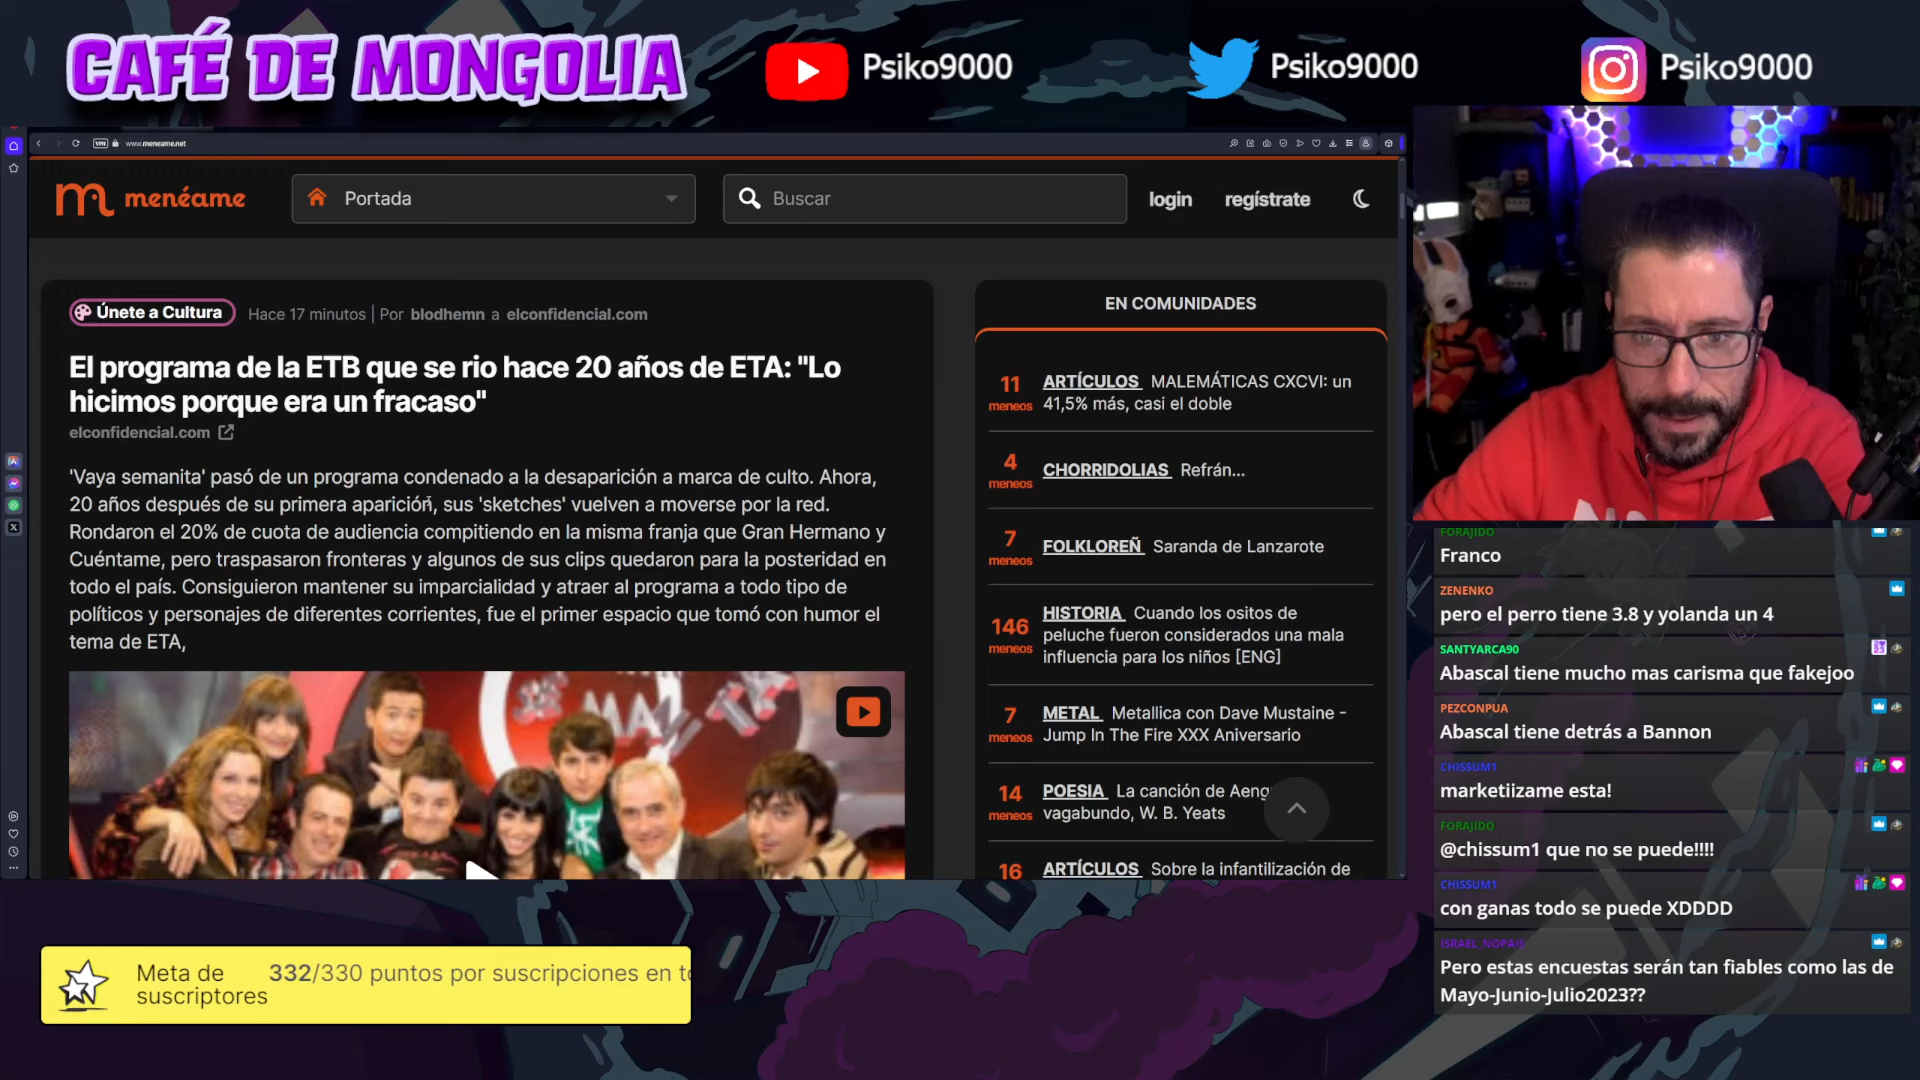 CAFÉ DE MONGOLIA
Psiko9000
Psiko9000
Psiko9000
VPN
www.meneame.net
menéame
Portada
Buscar
login
regístrate
Únete a Cultura
Hace 17 minutos | Por blodhemn a elconfidencial.com
El programa de la ETB que se rio hace 20 años de ETA: "Lo
hicimos porque era un fracaso"
elconfidencial.com
'Vaya semanita' pasó de un programa condenado a la desaparición a marca de culto. Ahora,
20 años después de su primera aparición, sus 'sketches' vuelven a moverse por la red.
Rondaron el 20% de cuota de audiencia compitiendo en la misma franja que Gran Hermano y
Cuéntame, pero traspasaron fronteras y algunos de sus clips quedaron para la posteridad en
todo el país. Consiguieron mantener su imparcialidad y atraer al programa a todo tipo de
políticos y personajes de diferentes corrientes, fue el primer espacio que tomó con humor el
tema de ETA,
EN COMUNIDADES
11 meneos
ARTÍCULOS MALEMÁTICAS CXCVI: un
41,5% más, casi el doble
4 meneos
CHORRIDOLIAS Refrán...
7 meneos
FOLKLOREÑ Saranda de Lanzarote
146 meneos
HISTORIA Cuando los ositos de
peluche fueron considerados una mala
influencia para los niños [ENG]
7 meneos
METAL Metallica con Dave Mustaine -
Jump In The Fire XXX Aniversario
14 meneos
POESIA La canción de Aeng
vagabundo, W. B. Yeats
16
ARTÍCULOS Sobre la infantilización de
FORAJIDO
Franco
ZENENKO
pero el perro tiene 3.8 y yolanda un 4
SANTYARCA90
Abascal tiene mucho mas carisma que fakejoo
PEZCONPUA
Abascal tiene detrás a Bannon
CHISSUM1
marketiizame esta!
FORAJIDO
@chissum1 que no se puede!!!!
CHISSUM1
con ganas todo se puede XDDDD
ISRAEL_NOPAIS
Pero estas encuestas serán tan fiables como las de
Mayo-Junio-Julio2023??
Meta de
suscriptores
332/330 puntos por suscripciones en to